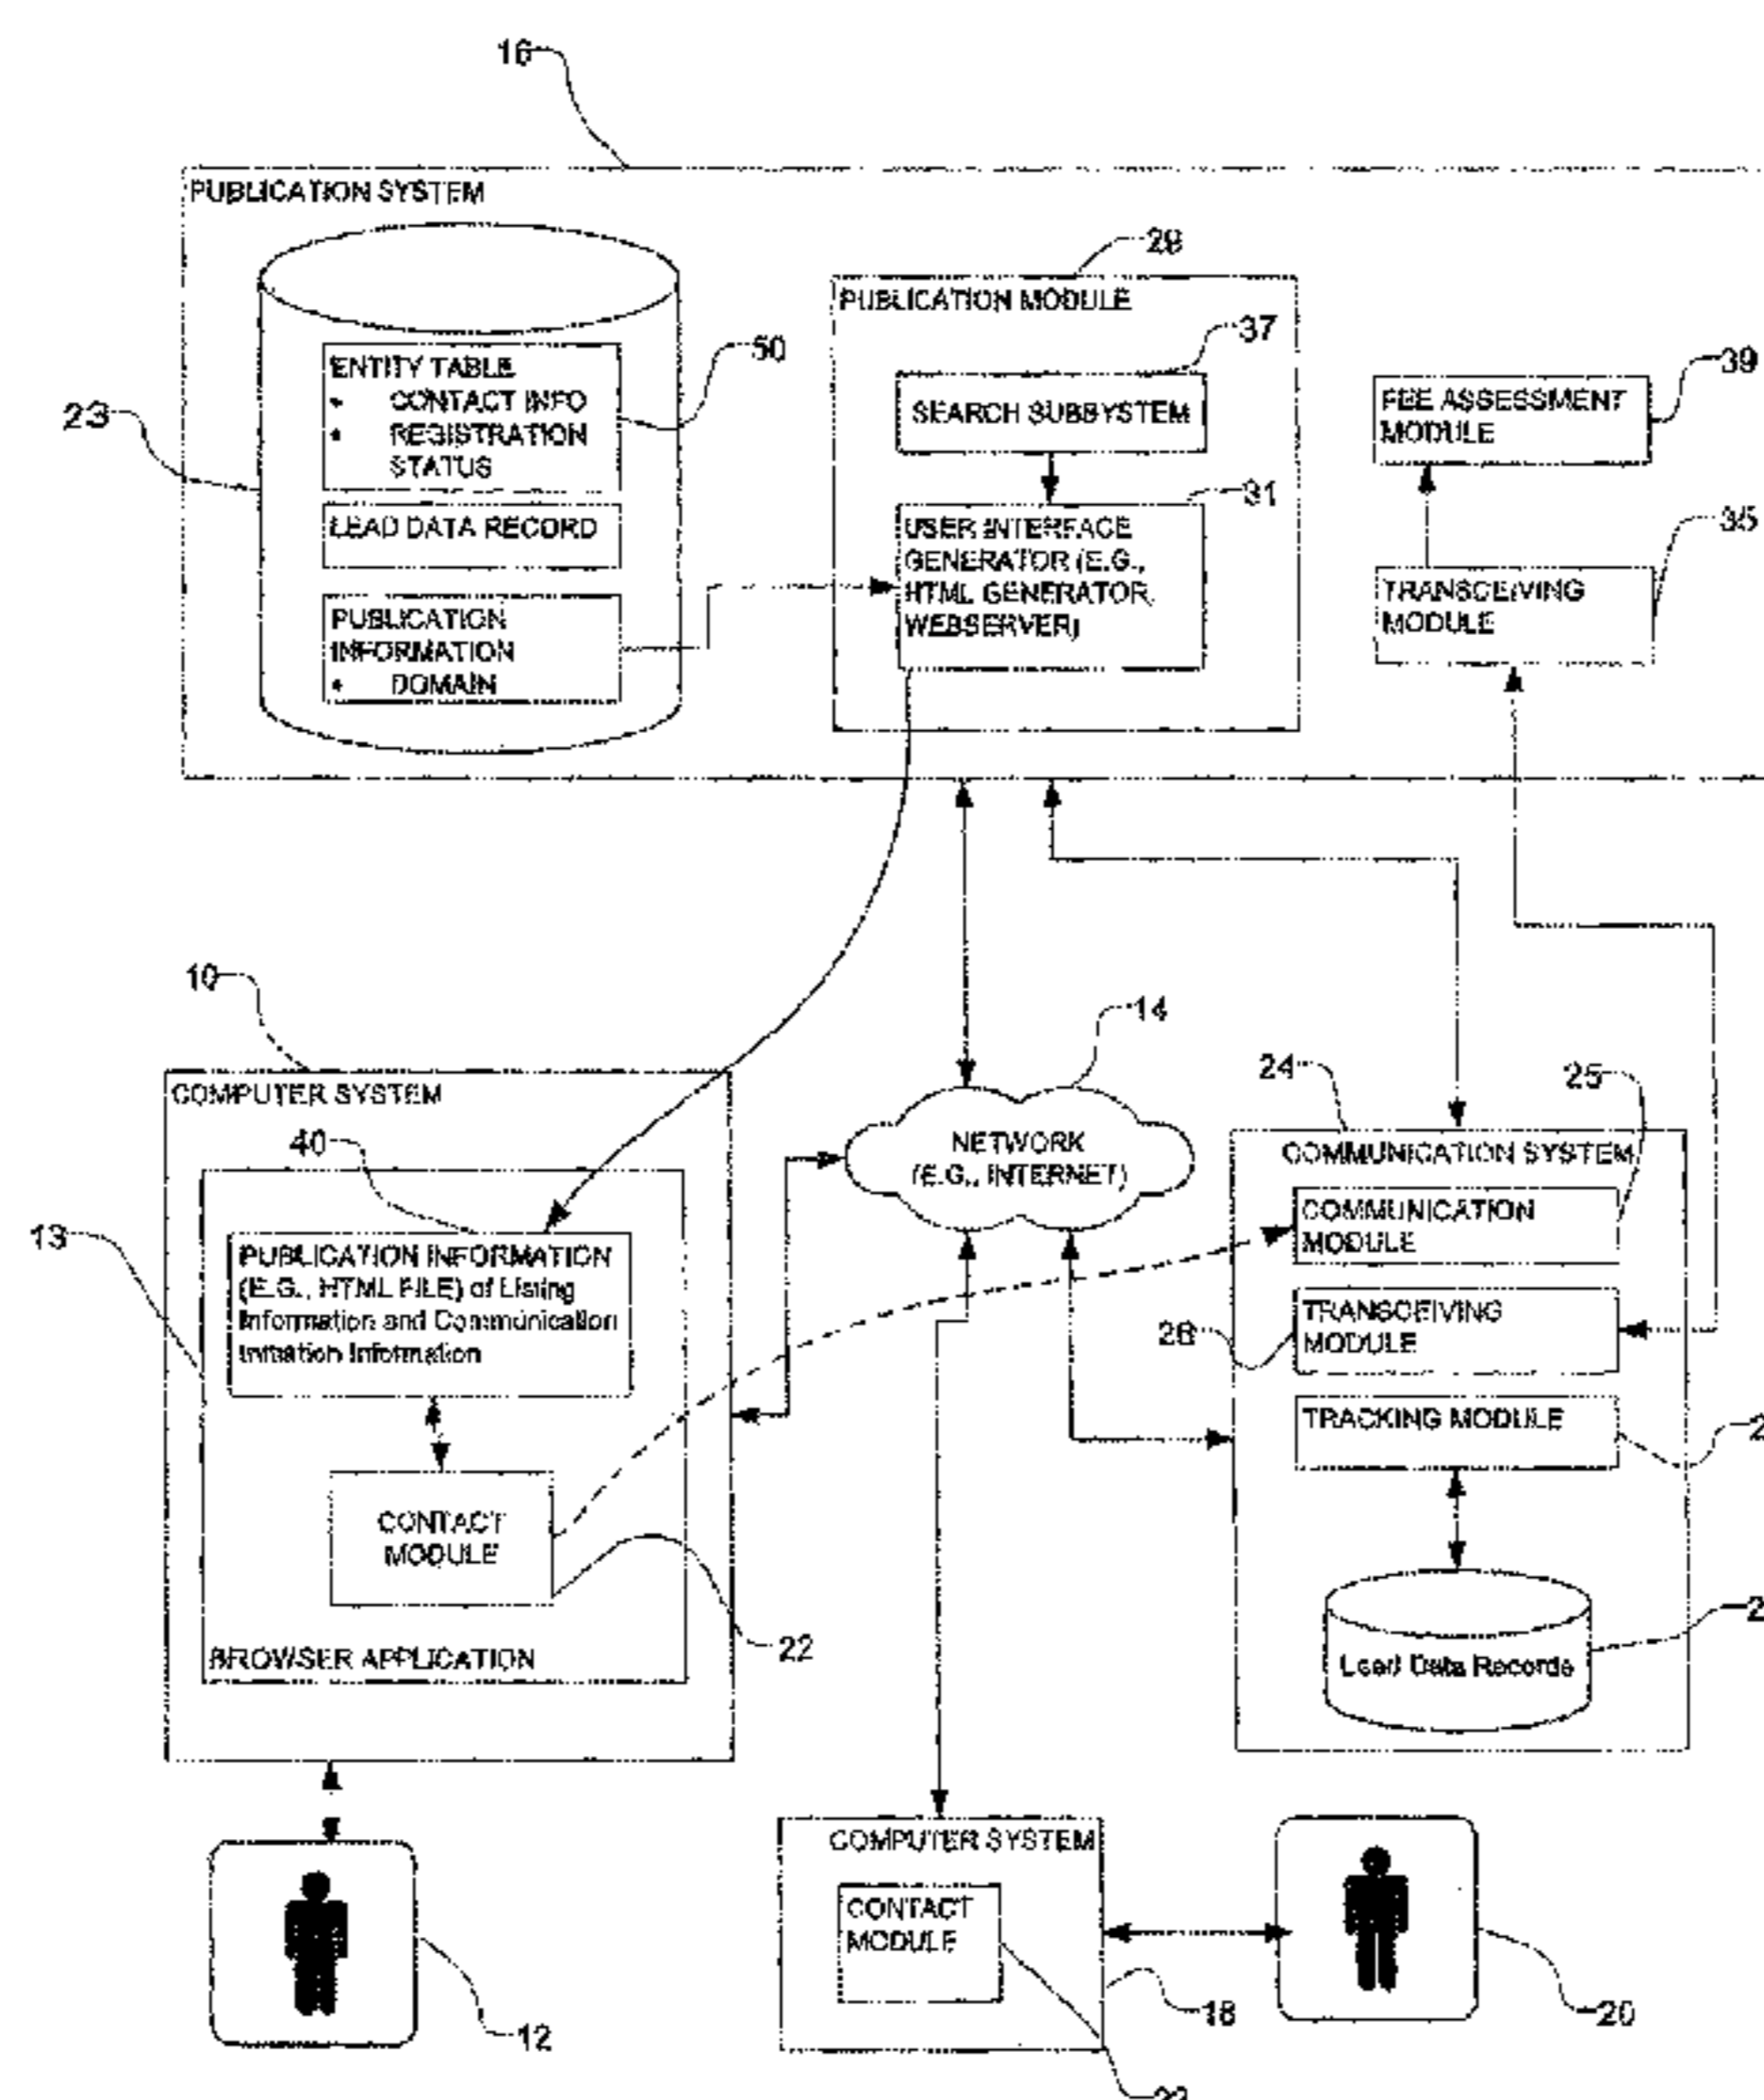 16
PUBLICATION SYSTEM
29
PUBLICATION MODULE
37
50
ENTITY TABLE
CONTACT INFO
REGISTRATION
STATUS
39
23
SEARCH SUBSYSTEM
FEE ASSESSMENT
MODULE
31
LEAD DATA RECORD
USER INTERFACE
GENERATOR (E.G.,
HTML GENERATOR,
WEBSERVER)
35
TRANSCEIVING
MODULE
PUBLICATION
INFORMATION
DOMAIN
10
14
24
25
COMPUTER SYSTEM
40
NETWORK
(E.G., INTERNET)
COMMUNICATION SYSTEM
COMMUNICATION
MODULE
13
PUBLICATION INFORMATION
(E.G., HTML FILE) of Listing
Information and Communication
Initiation Information
26
TRANSCEIVING
MODULE
TRACKING MODULE
CONTACT
MODULE
22
BROWSER APPLICATION
Lead Data Records
COMPUTER SYSTEM
CONTACT
MODULE
18
20
12